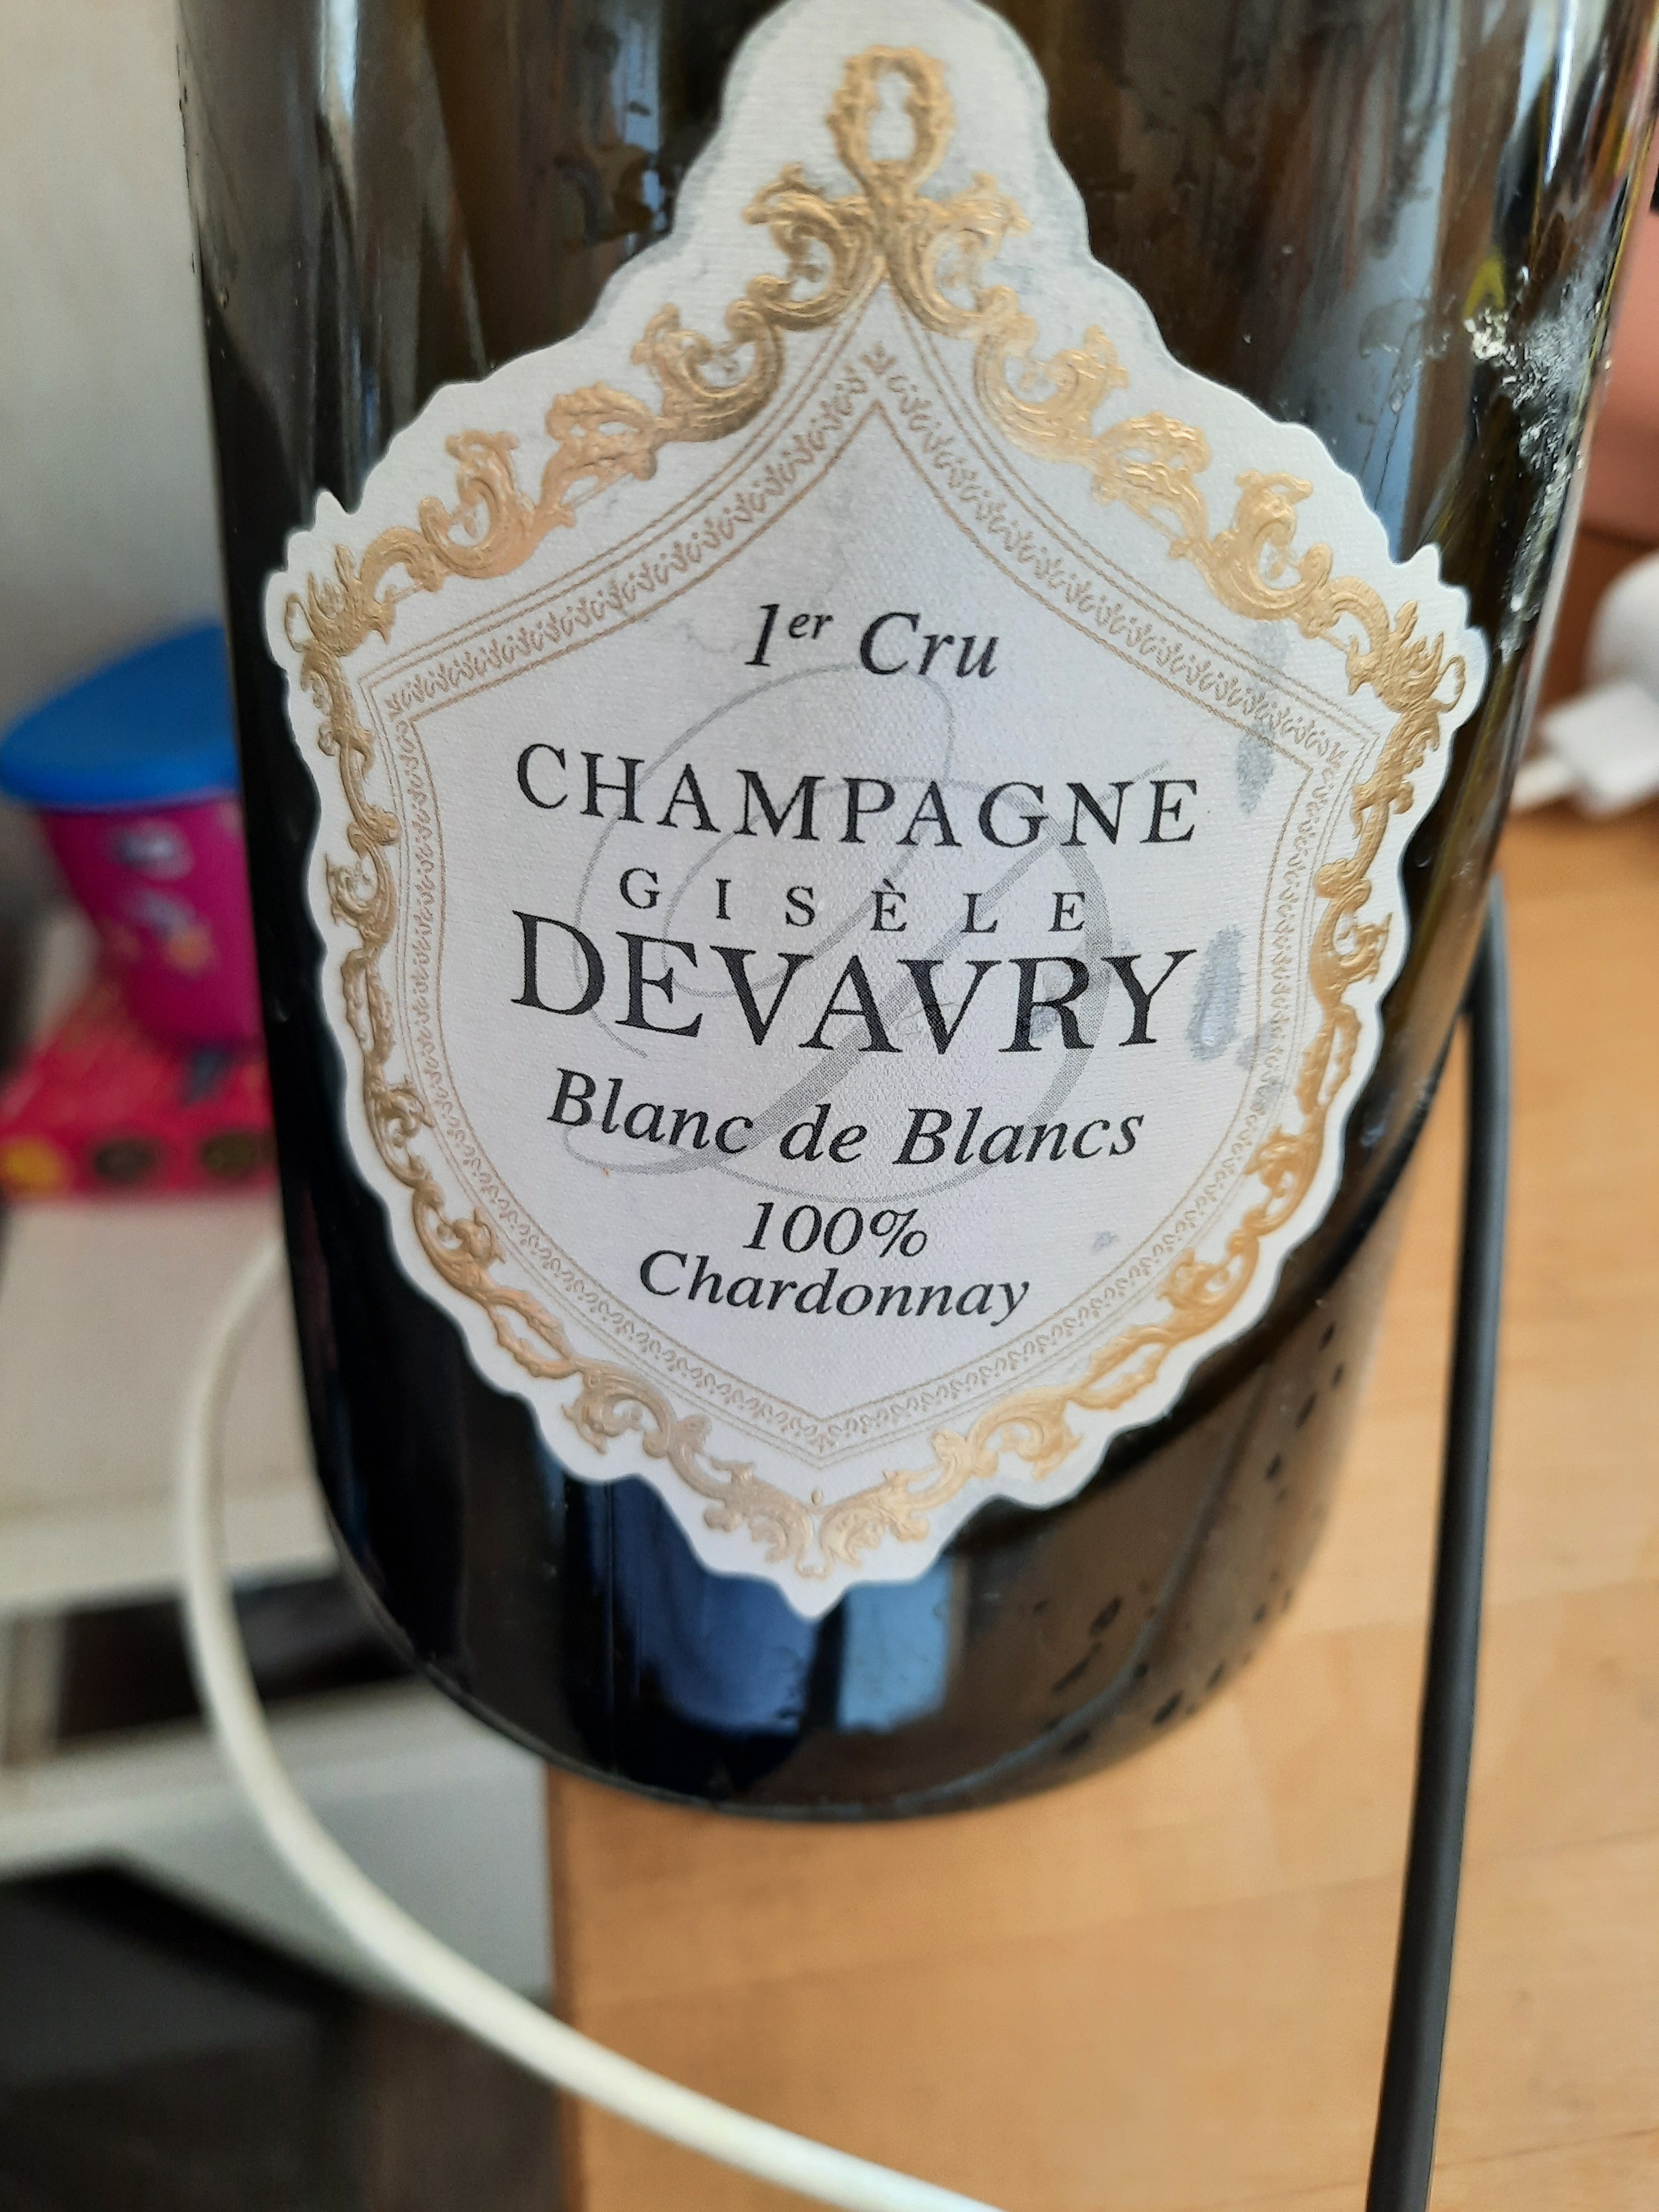 1er Cru
CHAMPAGNE
GISÈLE
DEVAVRY
Blanc de Blancs
100%
Chardonnay